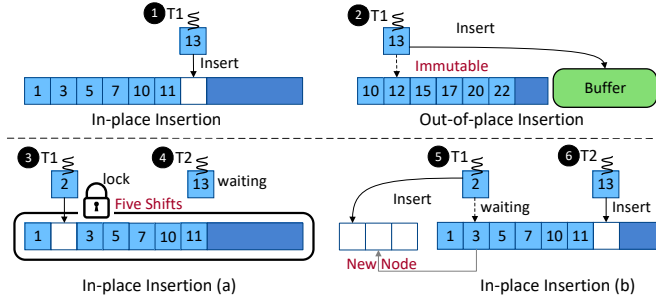 1 T1
13
Insert
1 3 5 7 10 11
In-place Insertion
2 T1
13
Insert
Immutable
10 12 15 17 20 22
Buffer
Out-of-place Insertion
3 T1
2
lock
4 T2
13 waiting
Five Shifts
1 3 5 7 10 11
In-place Insertion (a)
5 T1
2
Insert
waiting
6 T2
13
Insert
1 3 5 7 10 11
New Node
In-place Insertion (b)